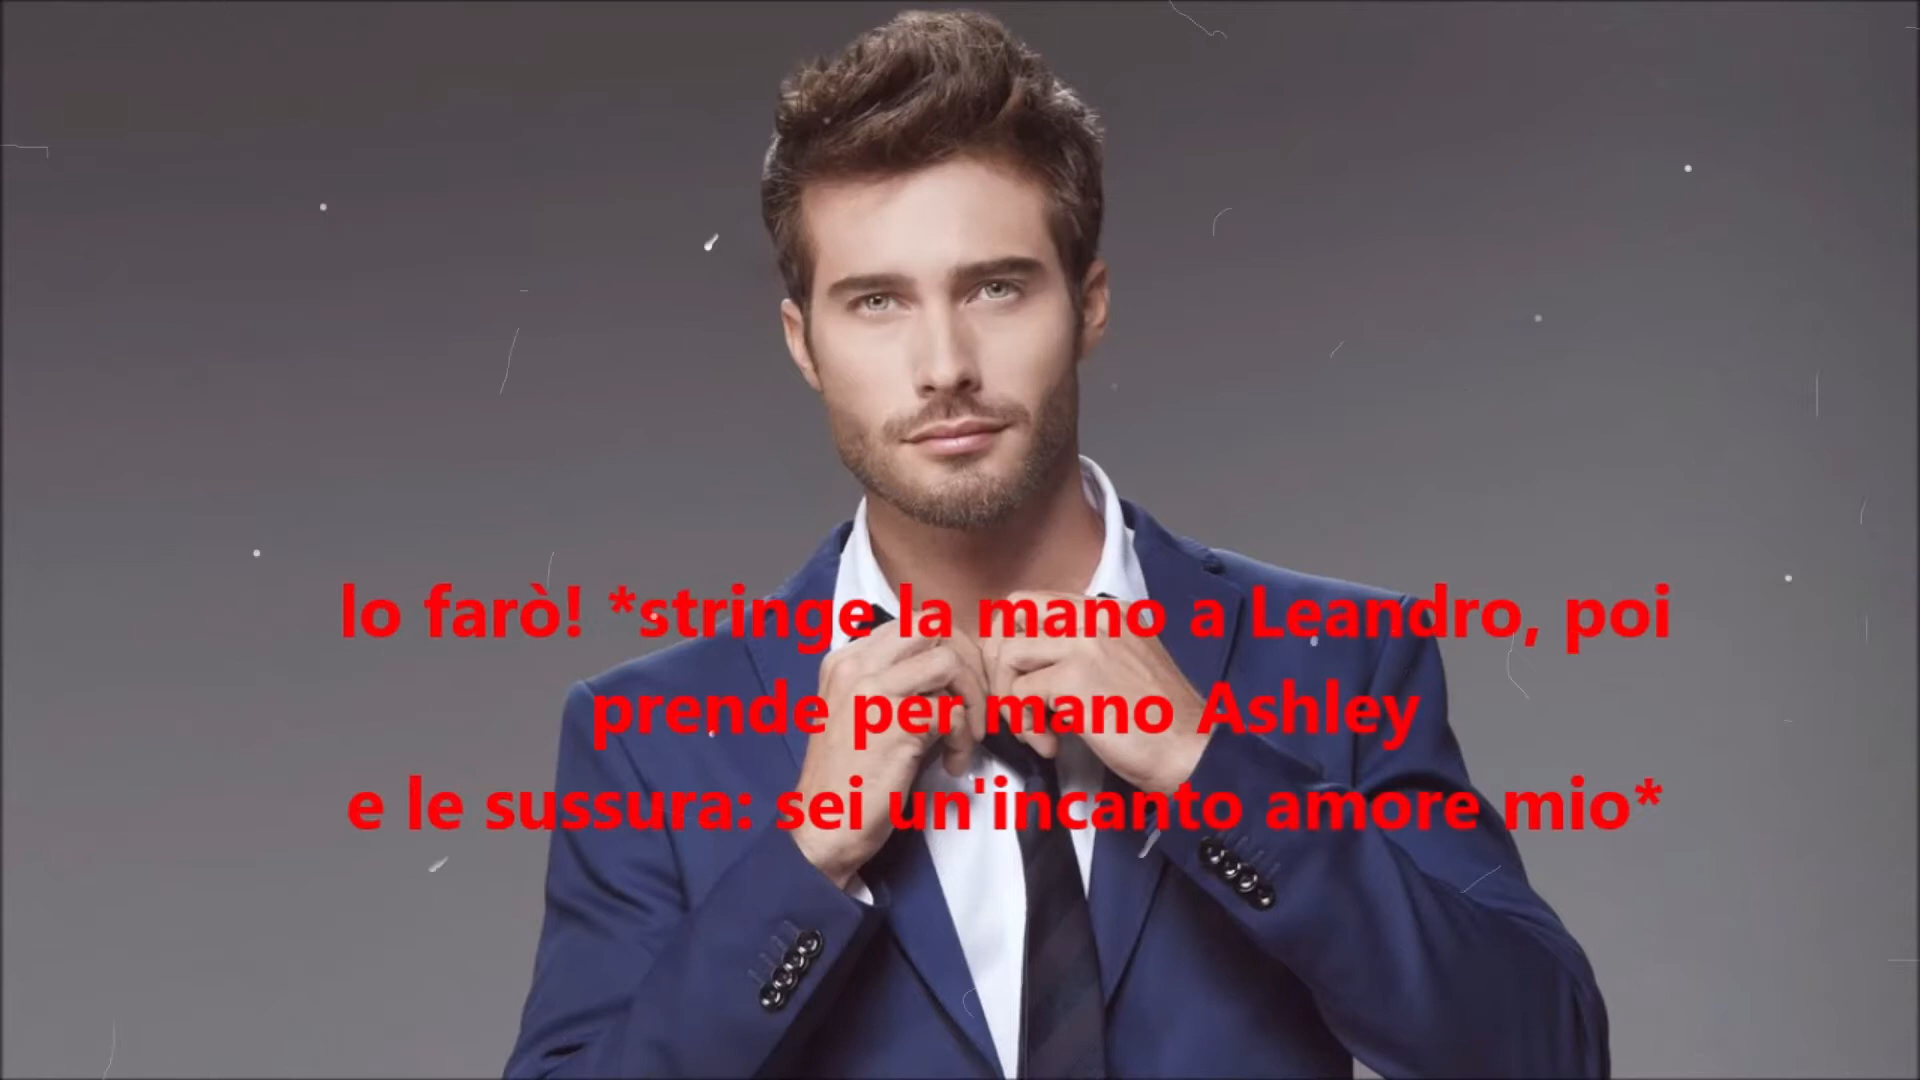 lo farò! *stringe la mano a Leandro, poi
prende per mano Ashley
e le sussura: sei un'incanto amore mio*